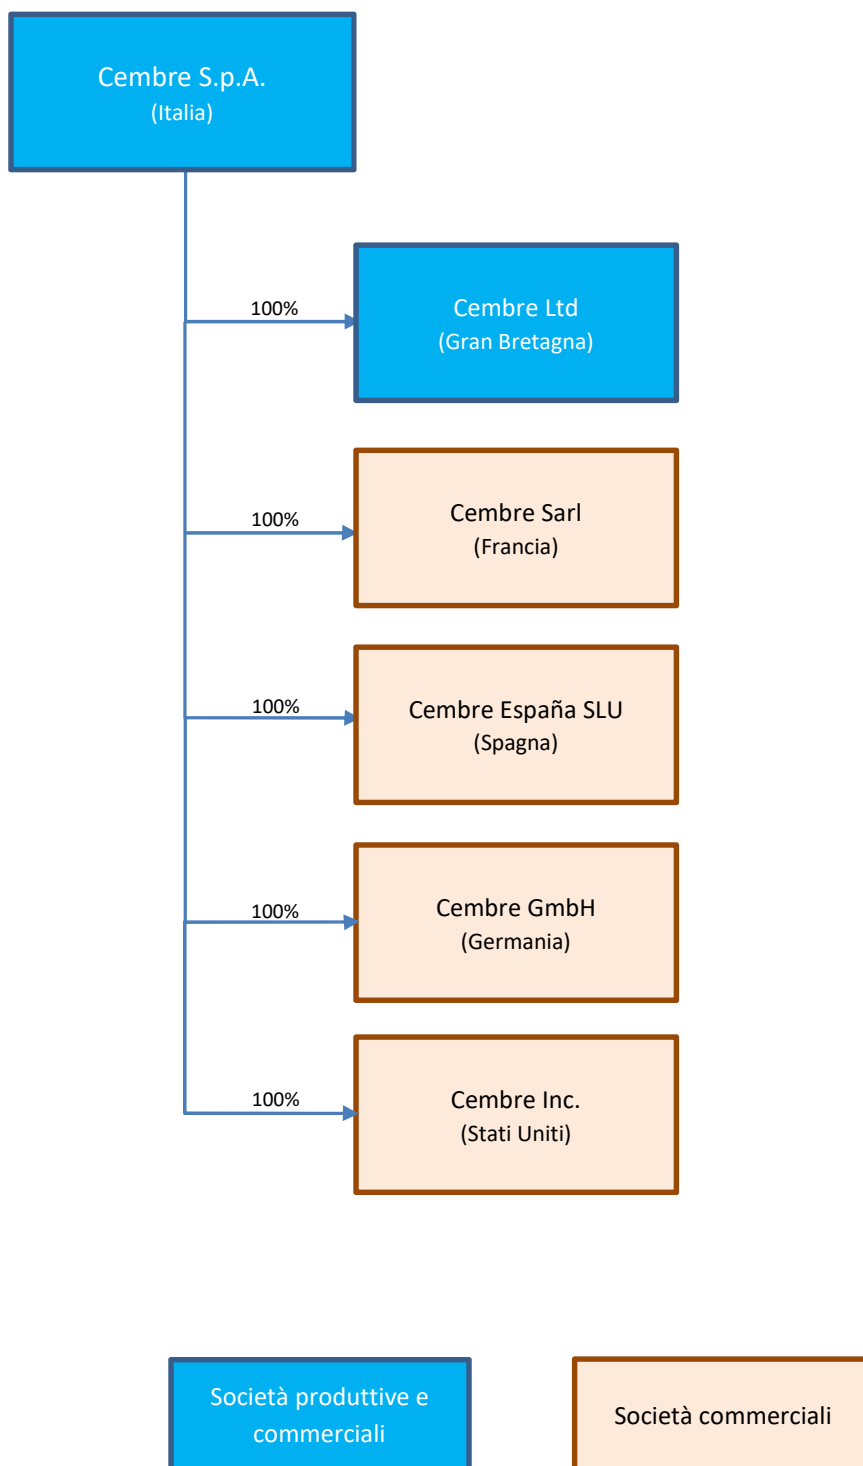 Cembre S.p.A.
(Italia)
100%
Cembre Ltd
(Gran Bretagna)
100%
Cembre Sarl
(Francia)
100%
Cembre España SLU
(Spagna)
100%
Cembre GmbH
(Germania)
100%
Cembre Inc.
(Stati Uniti)
Società produttive e
commerciali
Società commerciali